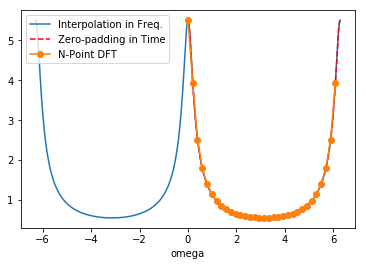 Interpolation in Freq.
Zero-padding in Time
N-Point DFT
5
4
3
2
1
−6 −4 −2 0 2 4 6
omega